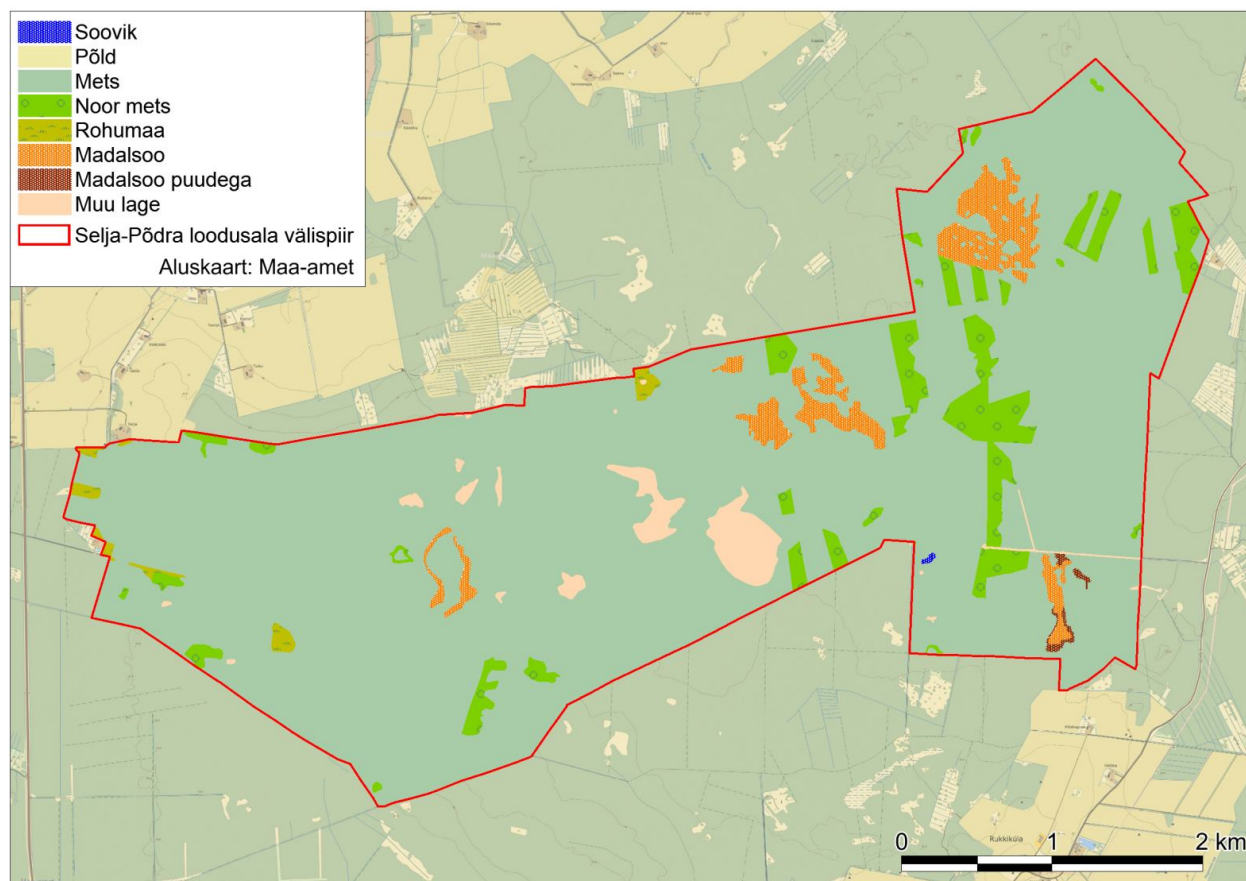 Soovik
Põld
Mets
Noor mets
Rohumaa
Madalsoo
Madalsoo puudega
Muu lage
Selja-Põdra loodusala välispiir
Aluskaart: Maa-amet
Rukkiküla
0 1 2 km